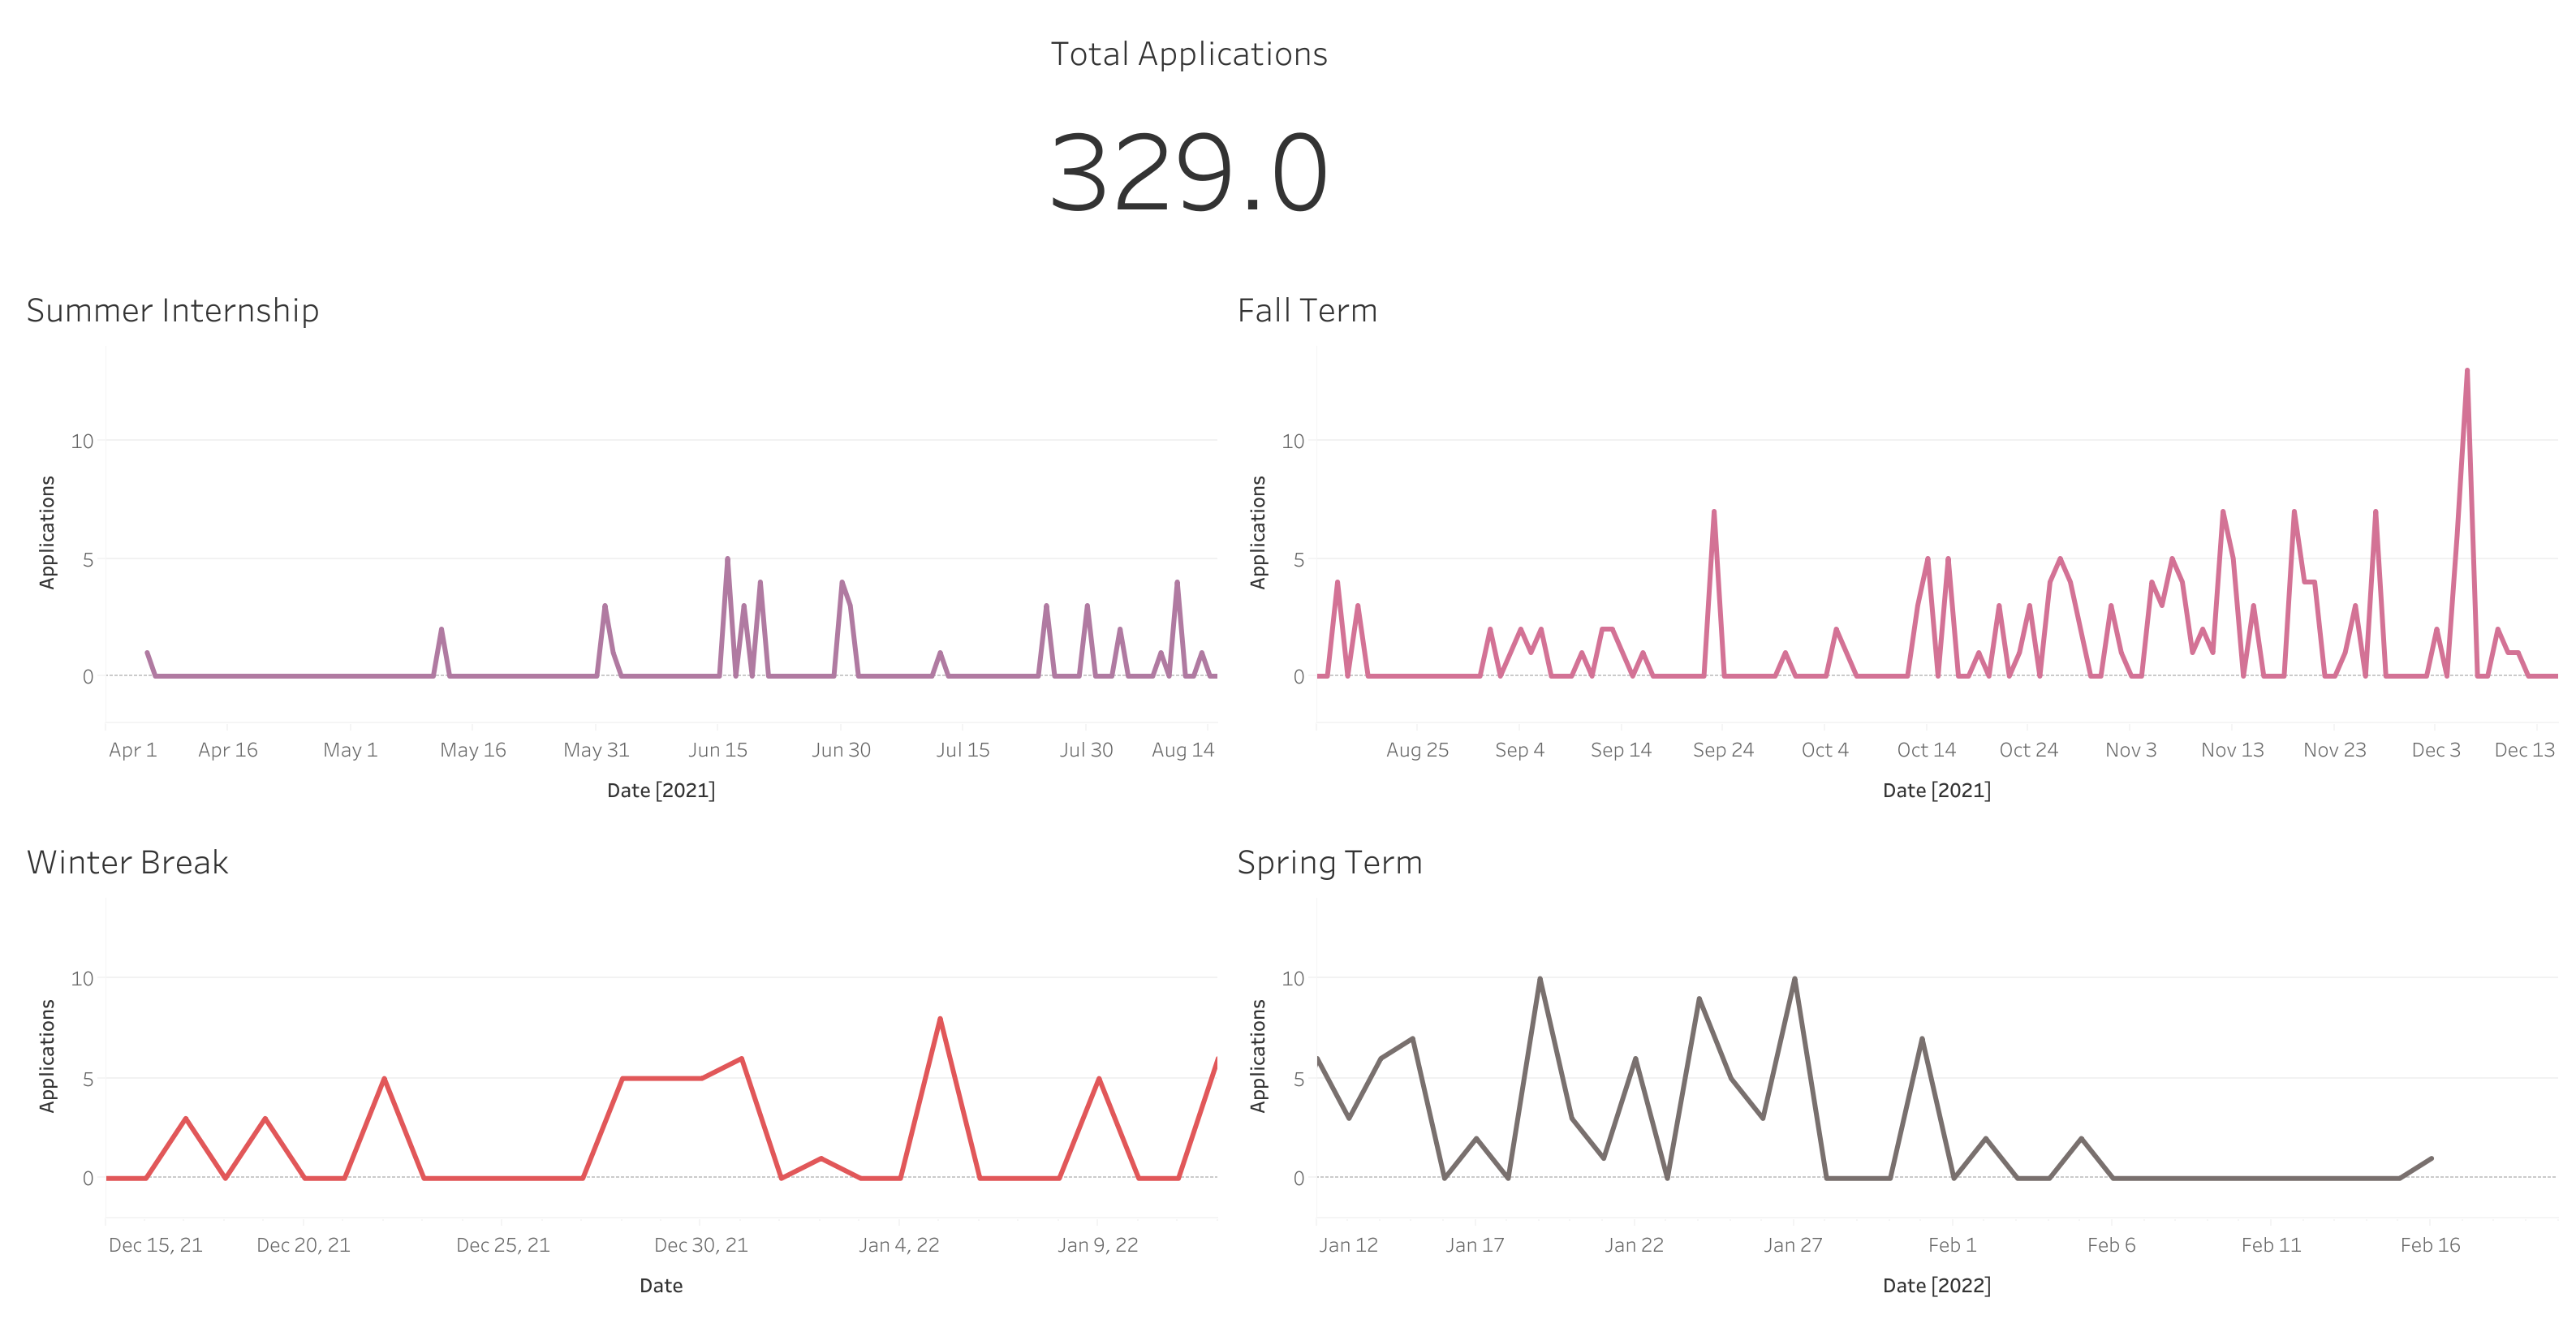 Total Applications
329.0
Summer Internship
Applications
10
5
0
Apr 1 Apr 16 May 1 May 16 May 31 Jun 15 Jun 30 Jul 15 Jul 30 Aug 14
Date [2021]
Fall Term
Applications
10
5
0
Aug 25 Sep 4 Sep 14 Sep 24 Oct 4 Oct 14 Oct 24 Nov 3 Nov 13 Nov 23 Dec 3 Dec 13
Date [2021]
Winter Break
Applications
10
5
0
Dec 15, 21 Dec 20, 21 Dec 25, 21 Dec 30, 21 Jan 4, 22 Jan 9, 22
Date
Spring Term
Applications
10
5
0
Jan 12 Jan 17 Jan 22 Jan 27 Feb 1 Feb 6 Feb 11 Feb 16
Date [2022]